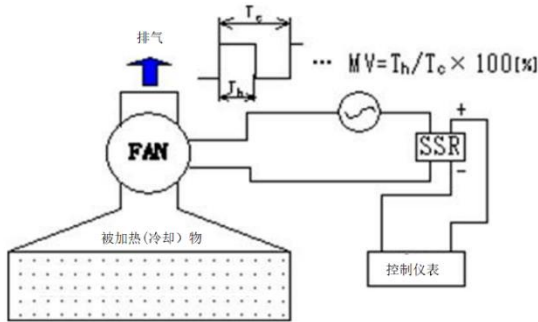 排气
Tc
Th
… MV=Th/Tc× 100[%]
FAN
+
SSR
-
被加热(冷却）物
控制仪表